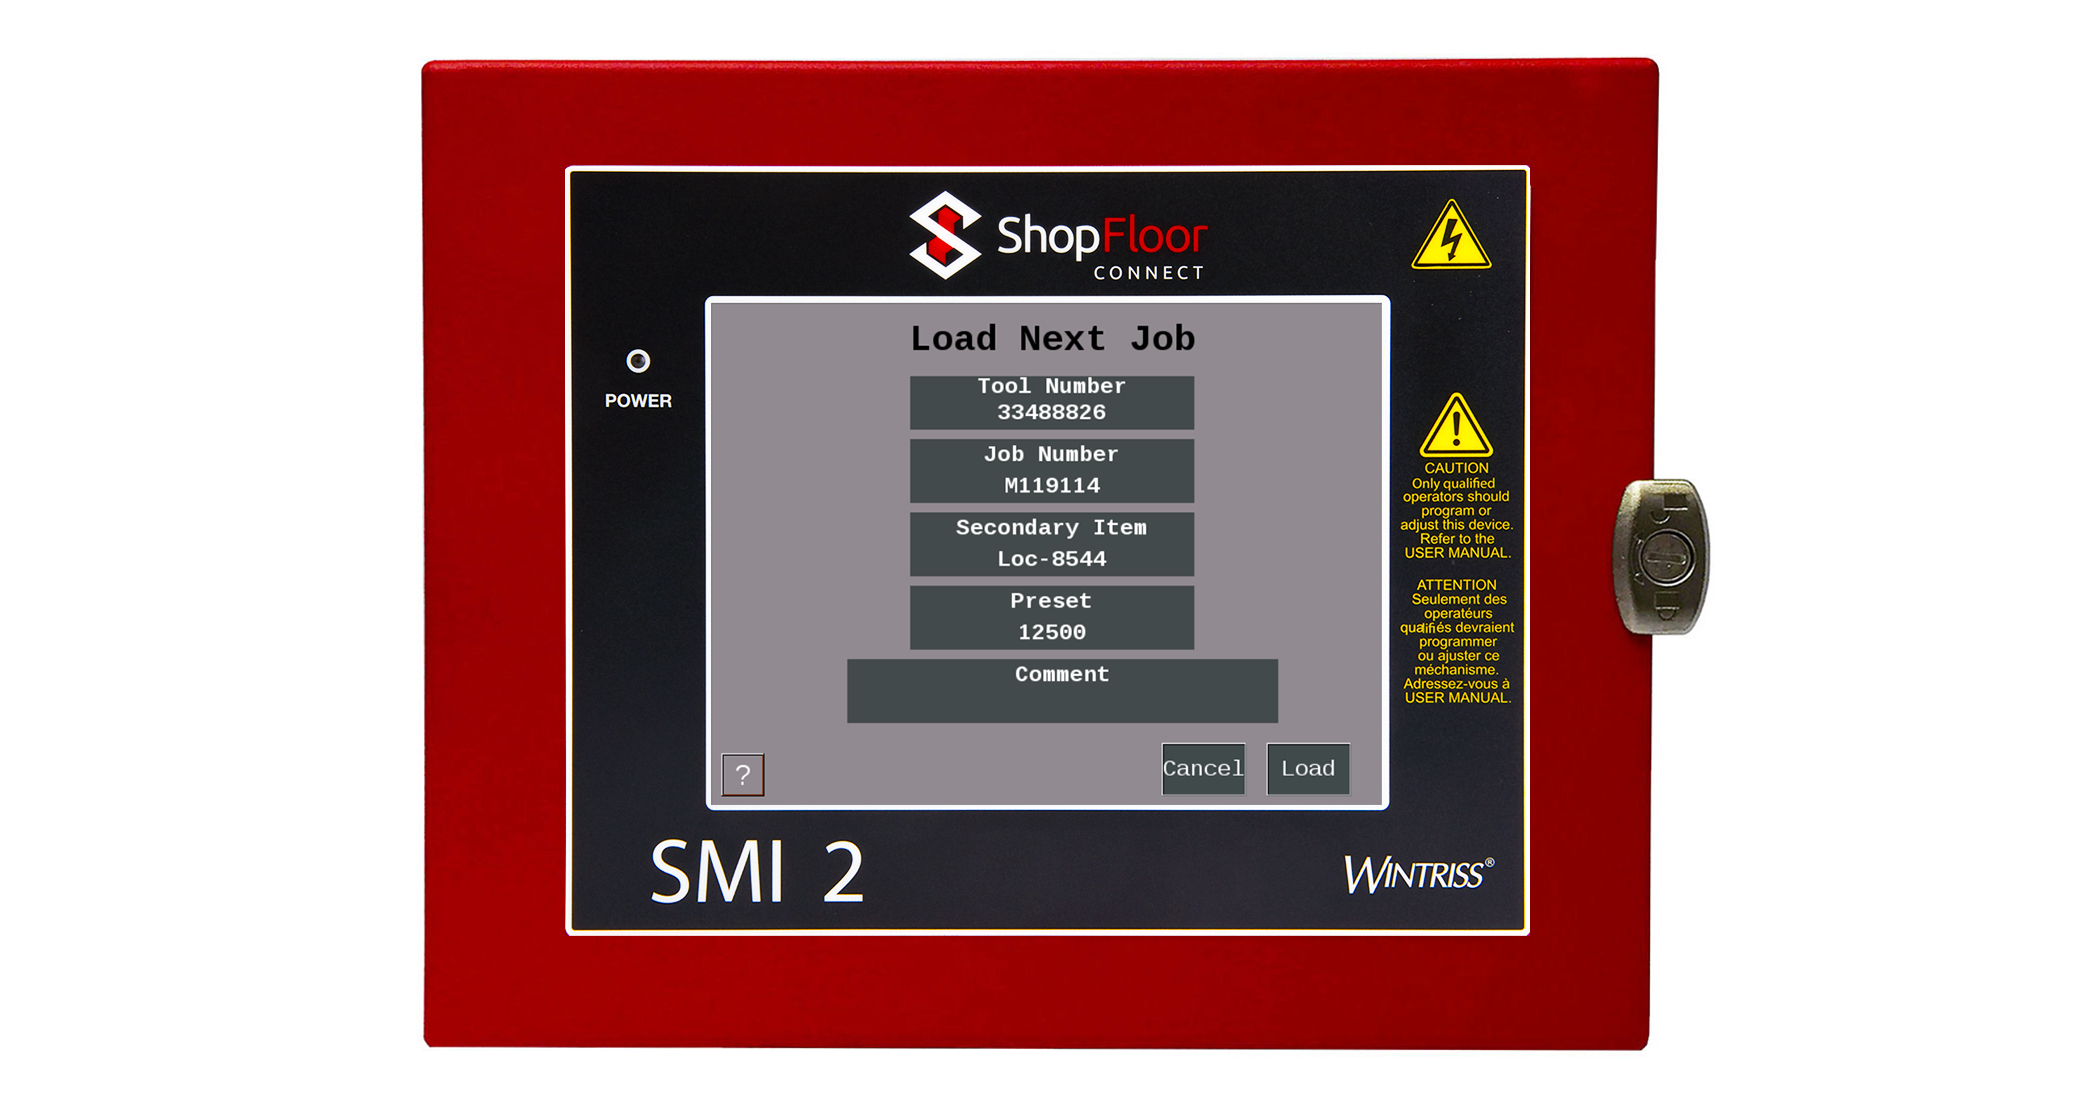 ShopFloor
CONNECT
POWER
Load Next Job
Tool Number
33488826
Job Number
M119114
Secondary Item
Loc-8544
Preset
12500
Comment
?
Cancel
Load
CAUTION
Only qualified
operators should
program or
adjust this device.
Refer to the
USER MANUAL.
ATTENTION
Seulement des
operatéurs
qualifiés devraient
programmer
ou ajuster ce
méchanisme.
Adressez-vous à
USER MANUAL.
SMI 2
WINTRISS®